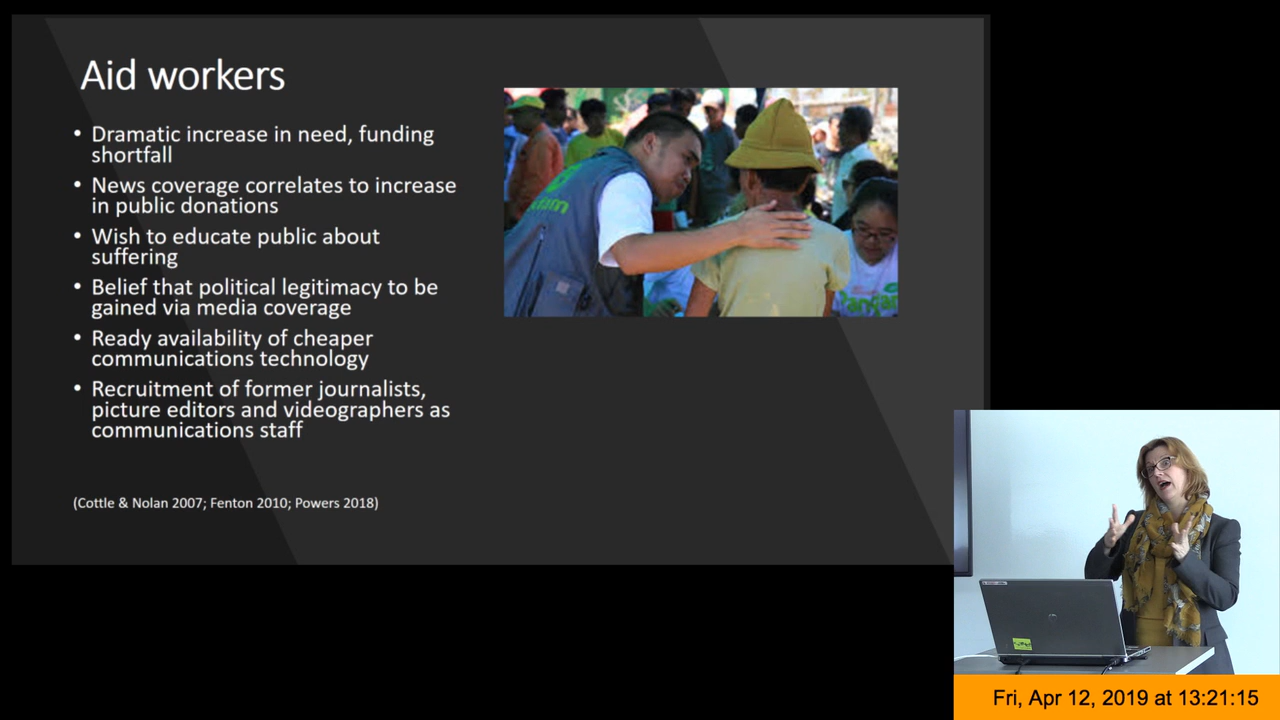 Aid workers
• Dramatic increase in need, funding
shortfall
• News coverage correlates to increase
in public donations
• Wish to educate public about
suffering
• Belief that political legitimacy to be
gained via media coverage
• Ready availability of cheaper
communications technology
• Recruitment of former journalists,
picture editors and videographers as
communications staff
(Cottle & Nolan 2007; Fenton 2010; Powers 2018)
Fri, Apr 12, 2019 at 13:21:15